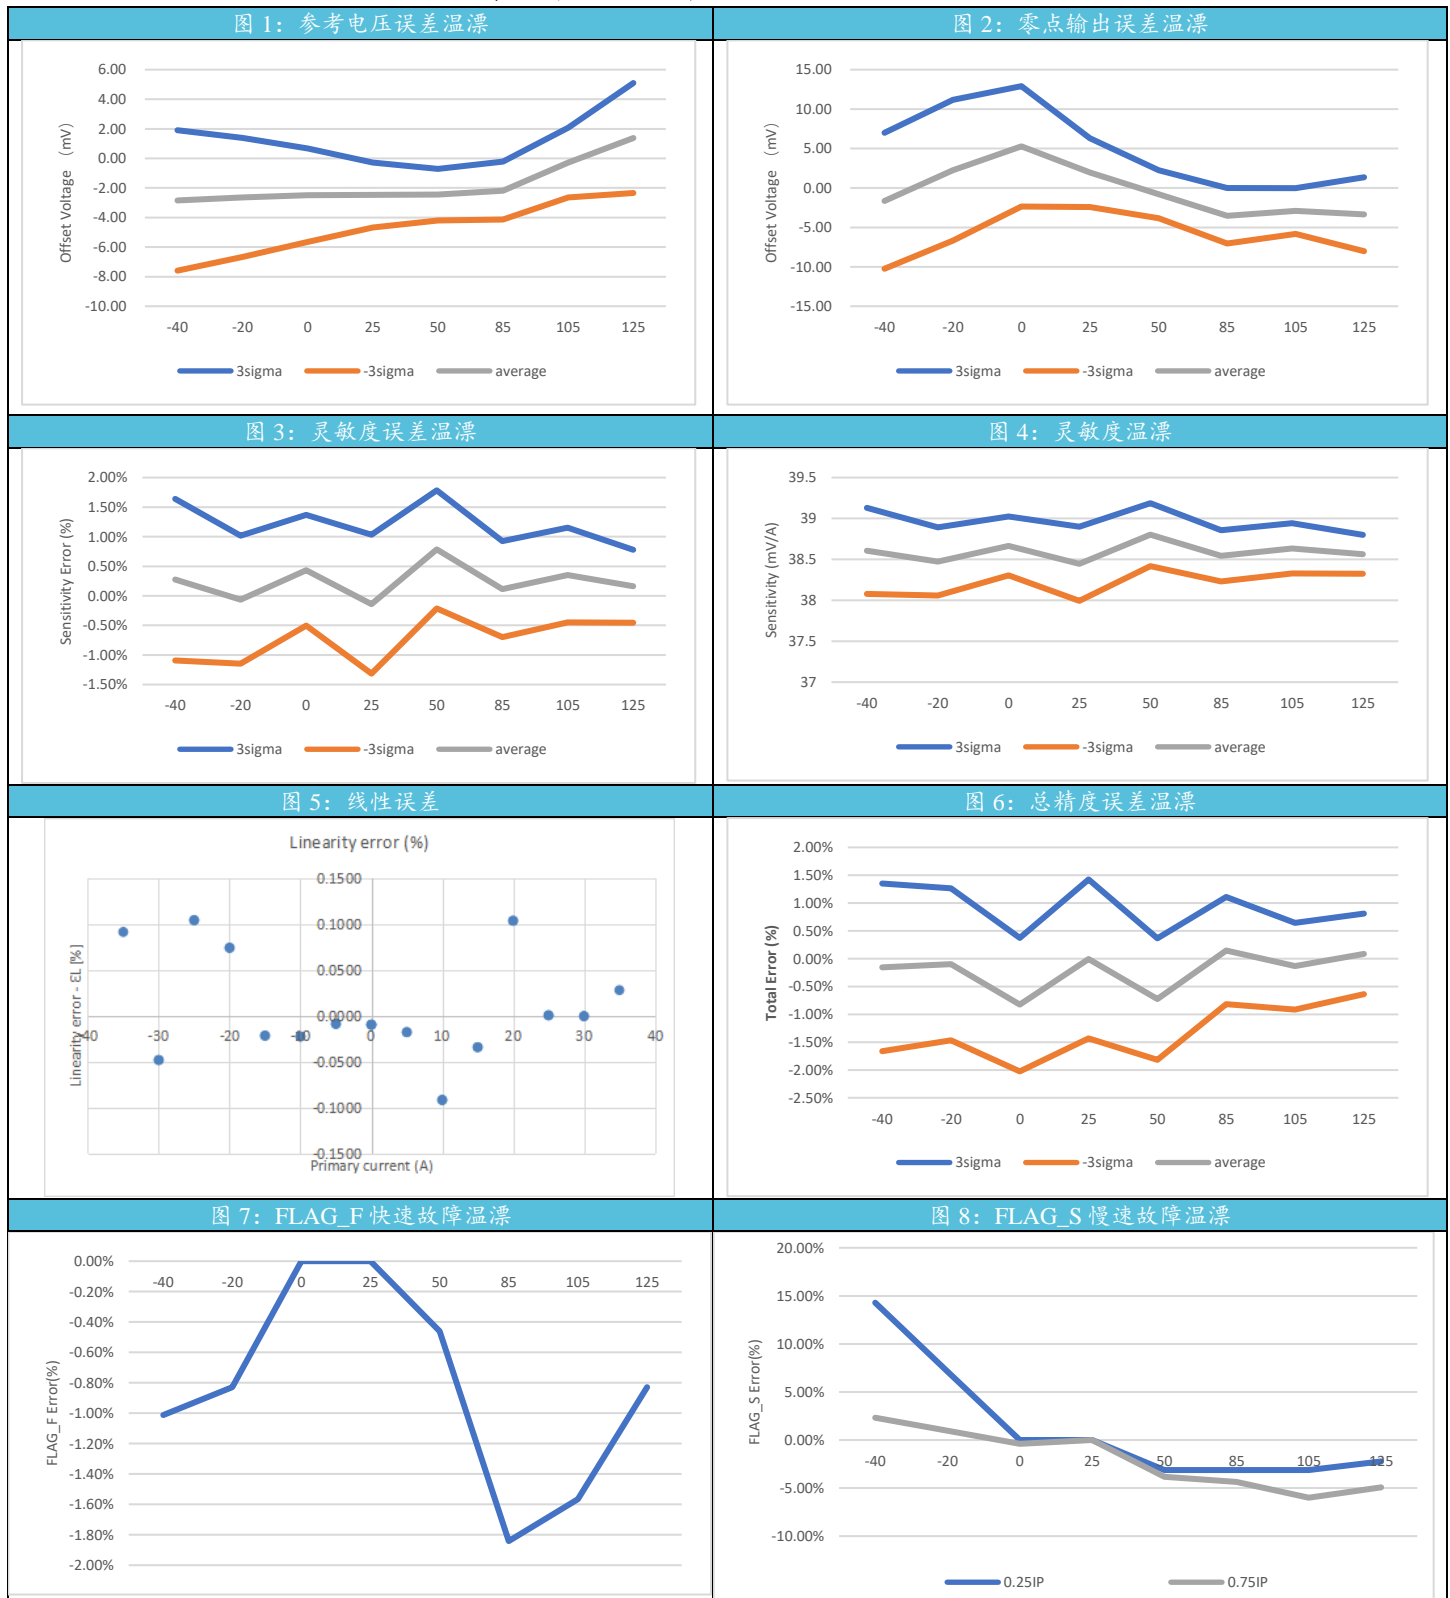 图 1：参考电压误差温漂
图 2：零点输出误差温漂
6.00
4.00
2.00
0.00
-2.00
-4.00
-6.00
-8.00
-10.00
Offset Voltage （mV）
-40 -20 0 25 50 85 105 125
3sigma -3sigma average
15.00
10.00
5.00
0.00
-5.00
-10.00
-15.00
Offset Voltage （mV）
-40 -20 0 25 50 85 105 125
3sigma -3sigma average
图 3：灵敏度误差温漂
图 4：灵敏度温漂
2.00%
1.50%
1.00%
0.50%
0.00%
-0.50%
-1.00%
-1.50%
Sensitivity Error (%)
-40 -20 0 25 50 85 105 125
3sigma -3sigma average
39.5
39
38.5
38
37.5
37
Sensitivity (mV/A)
-40 -20 0 25 50 85 105 125
3sigma -3sigma average
图 5：线性误差
图 6：总精度误差温漂
Linearity error (%)
0.1500
0.1000
0.0500
0.0000
-0.0500
-0.1000
-0.1500
Linearity error - εL [%]
-40 -30 -20 -10 0 10 20 30 40
Primary current (A)
2.00%
1.50%
1.00%
0.50%
0.00%
-0.50%
-1.00%
-1.50%
-2.00%
-2.50%
Total Error (%)
-40 -20 0 25 50 85 105 125
3sigma -3sigma average
图 7：FLAG_F 快速故障温漂
图 8：FLAG_S 慢速故障温漂
0.00%
-0.20%
-0.40%
-0.60%
-0.80%
-1.00%
-1.20%
-1.40%
-1.60%
-1.80%
-2.00%
FLAG_F Error(%)
-40 -20 0 25 50 85 105 125
20.00%
15.00%
10.00%
5.00%
0.00%
-5.00%
-10.00%
FLAG_S Error(%)
-40 -20 0 25 50 85 105 125
0.25IP 0.75IP